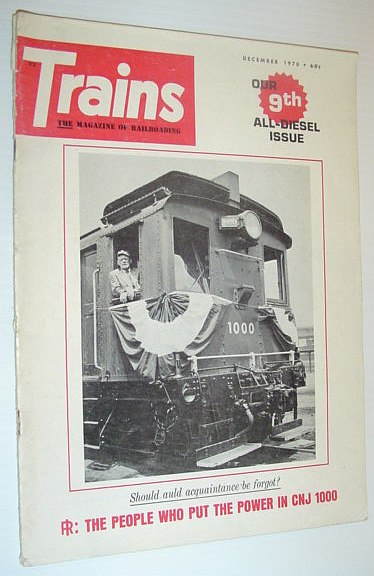 Trains
THE MAGAZINE OF RAILROADING
DECEMBER 1970 • 60¢
OUR
9th
ALL-DIESEL
ISSUE
1000
Should auld acquaintance be forgot?
RR: THE PEOPLE WHO PUT THE POWER IN CNJ 1000